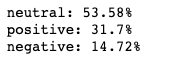 neutral: 53.58%
positive: 31.7%
negative: 14.72%